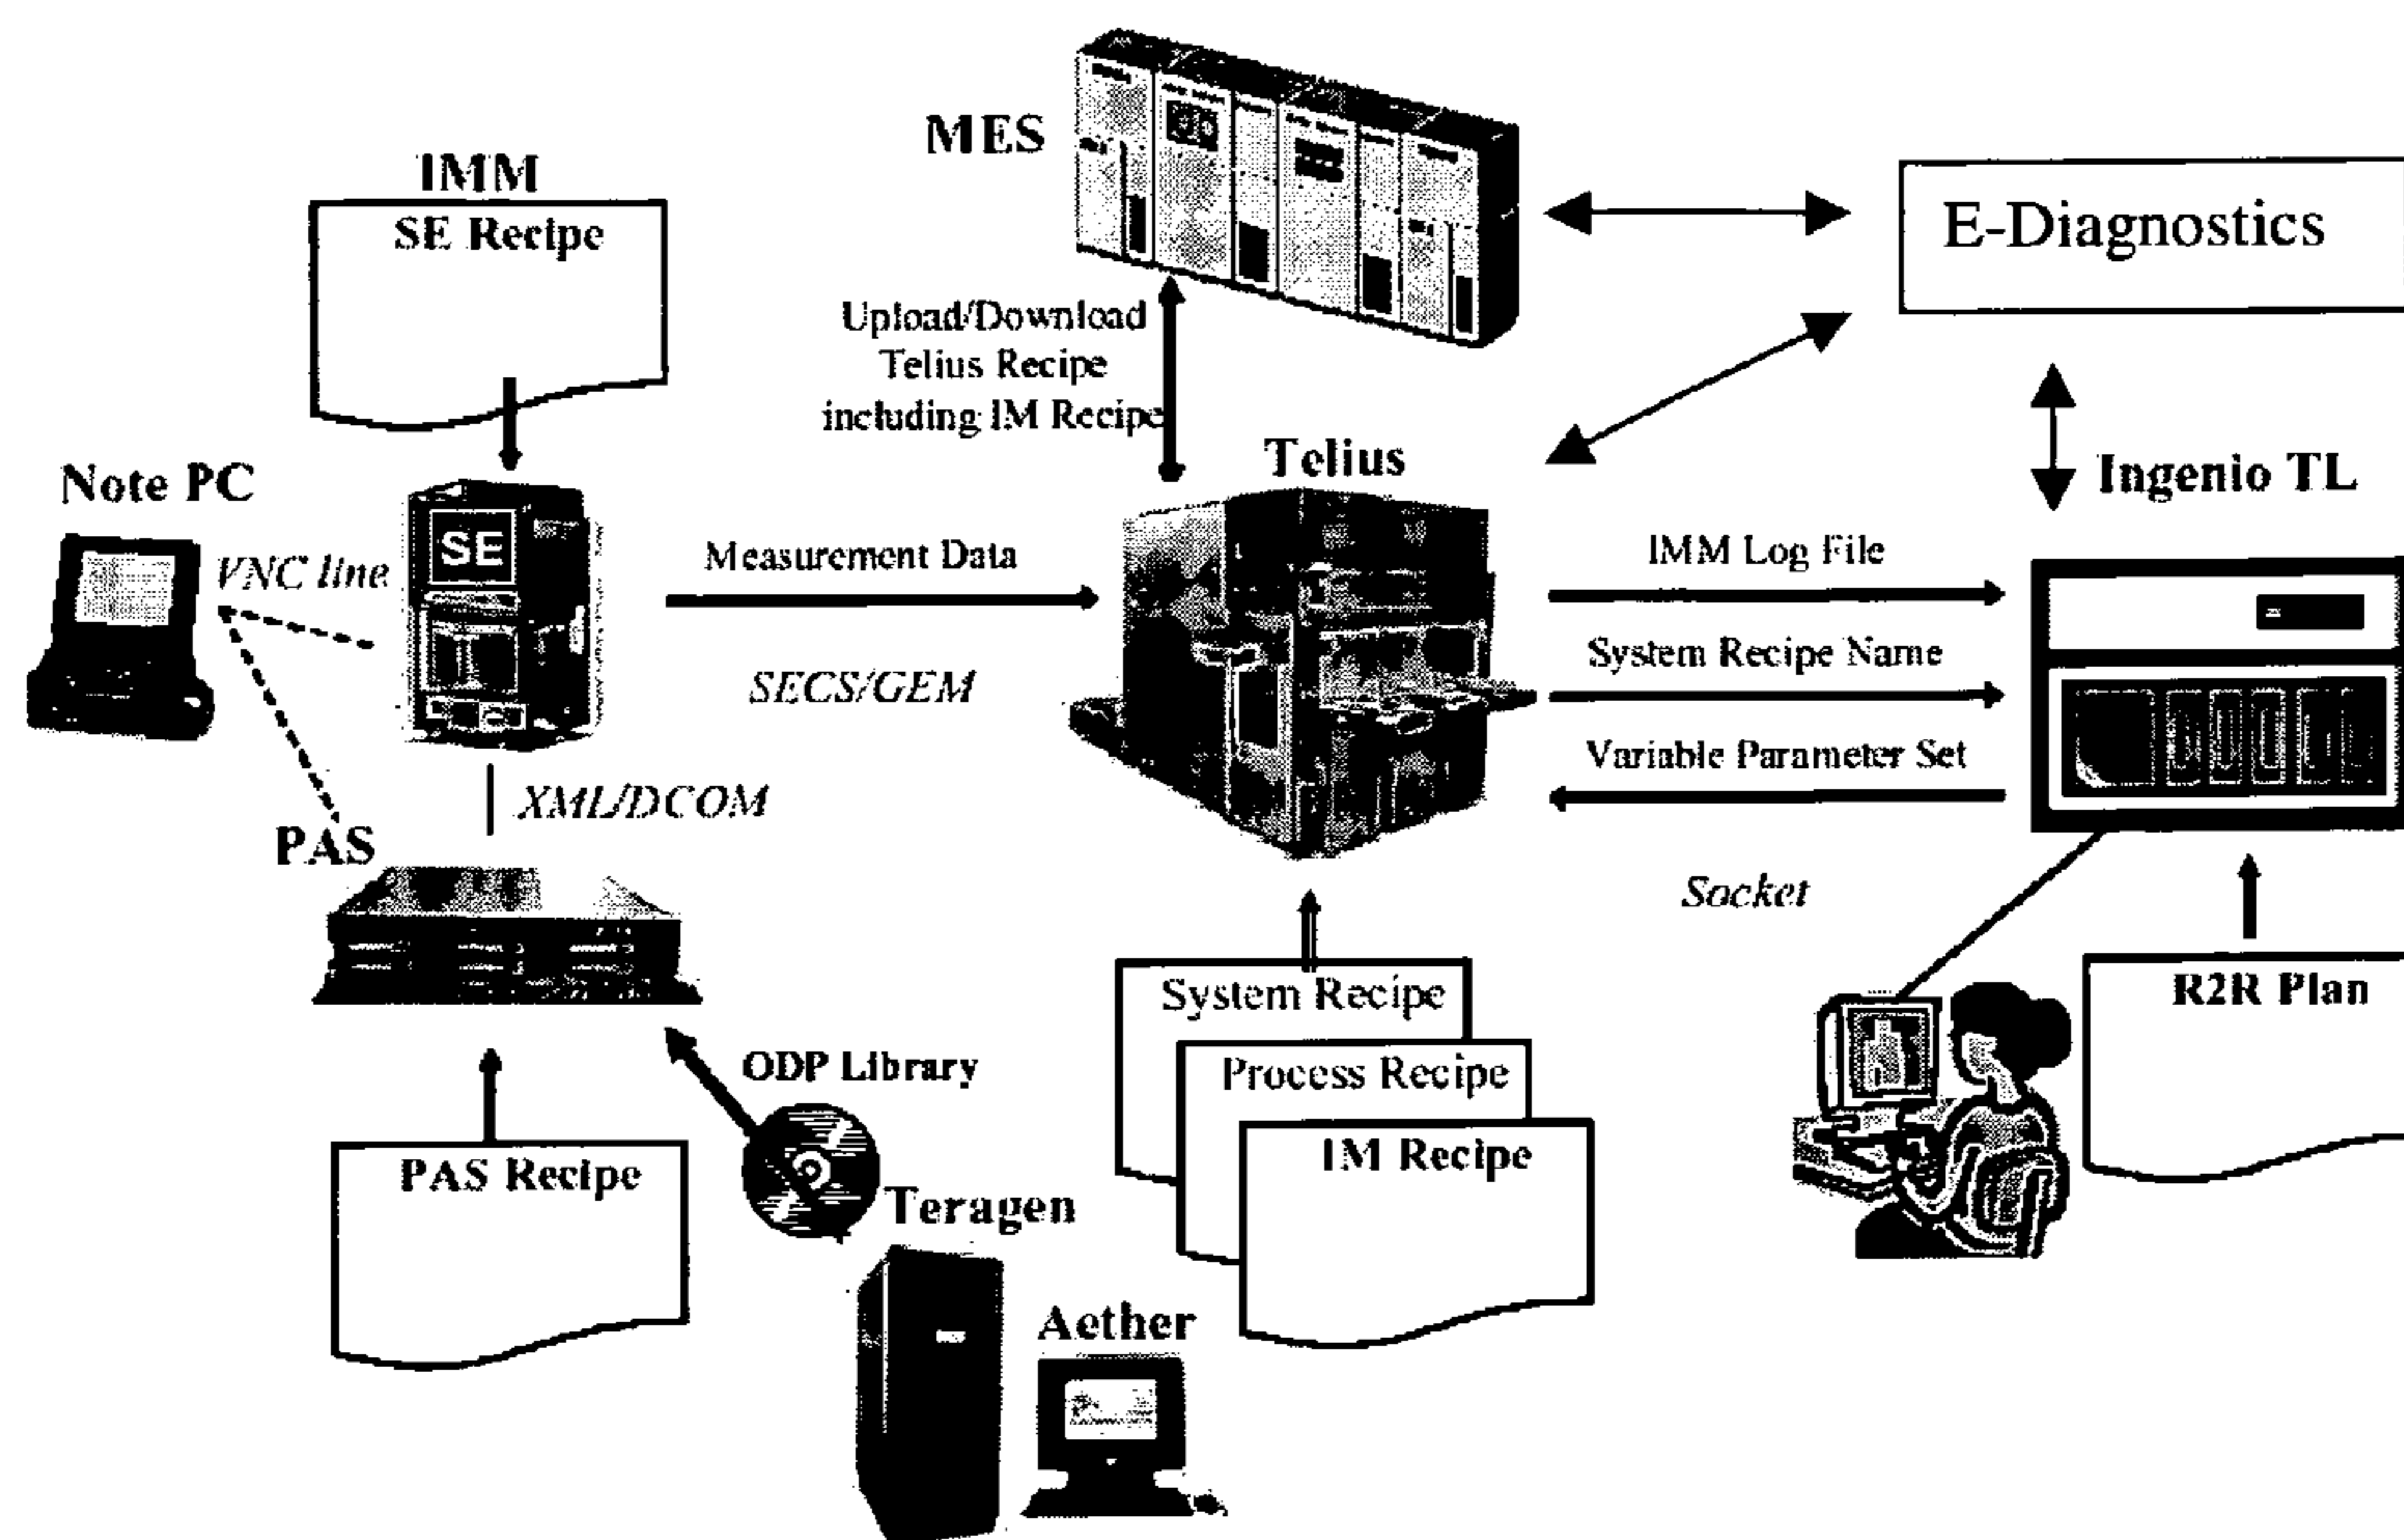 MES
IMM
SE Recipe
E-Diagnostics
Upload/Download
Telius Recipe
including IM Recipe
Note PC
Telius
Ingenio TL
SE
VNC line
Measurement Data
IMM Log File
SECS/GEM
System Recipe Name
Variable Parameter Set
XML/DCOM
PAS
Socket
System Recipe
R2R Plan
ODP Library
Process Recipe
PAS Recipe
IM Recipe
Teragen
Aether